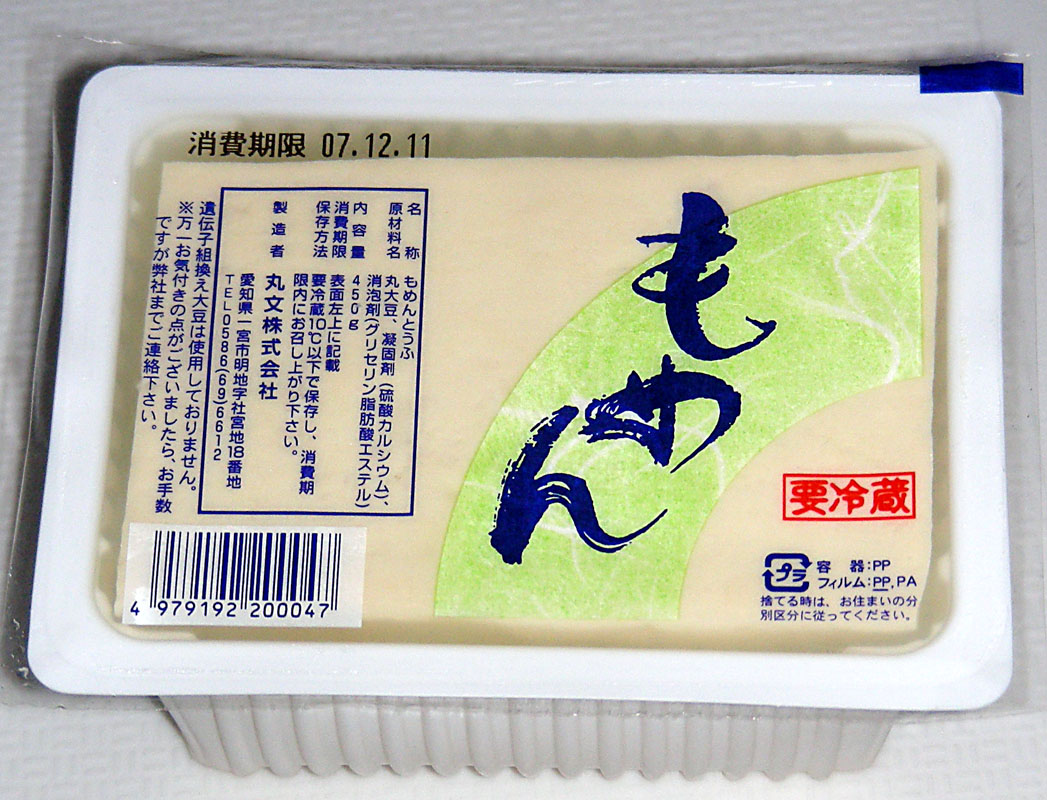 消費期限 07.12.11
もめん
名称 もめんとうふ
原材料名 丸大豆、凝固剤(硫酸カルシウム)、
消泡剤(グリセリン脂肪酸エステル)
内容量 450g
消費期限 表面左上に記載
保存方法 要冷蔵10℃以下で保存し、消費期
限内にお召し上がり下さい。
製造者 丸文株式会社
愛知県一宮市明地字社宮地18番地
TEL0586(69)6612
遺伝子組換え大豆は使用しておりません。
※万一お気付きの点がございましたら、お手数
ですが弊社までご連絡下さい。
要冷蔵
プラ
容器:PP
フィルム:PP,PA
捨てる時は、お住まいの分
別区分に従ってください。
4 979192 200047